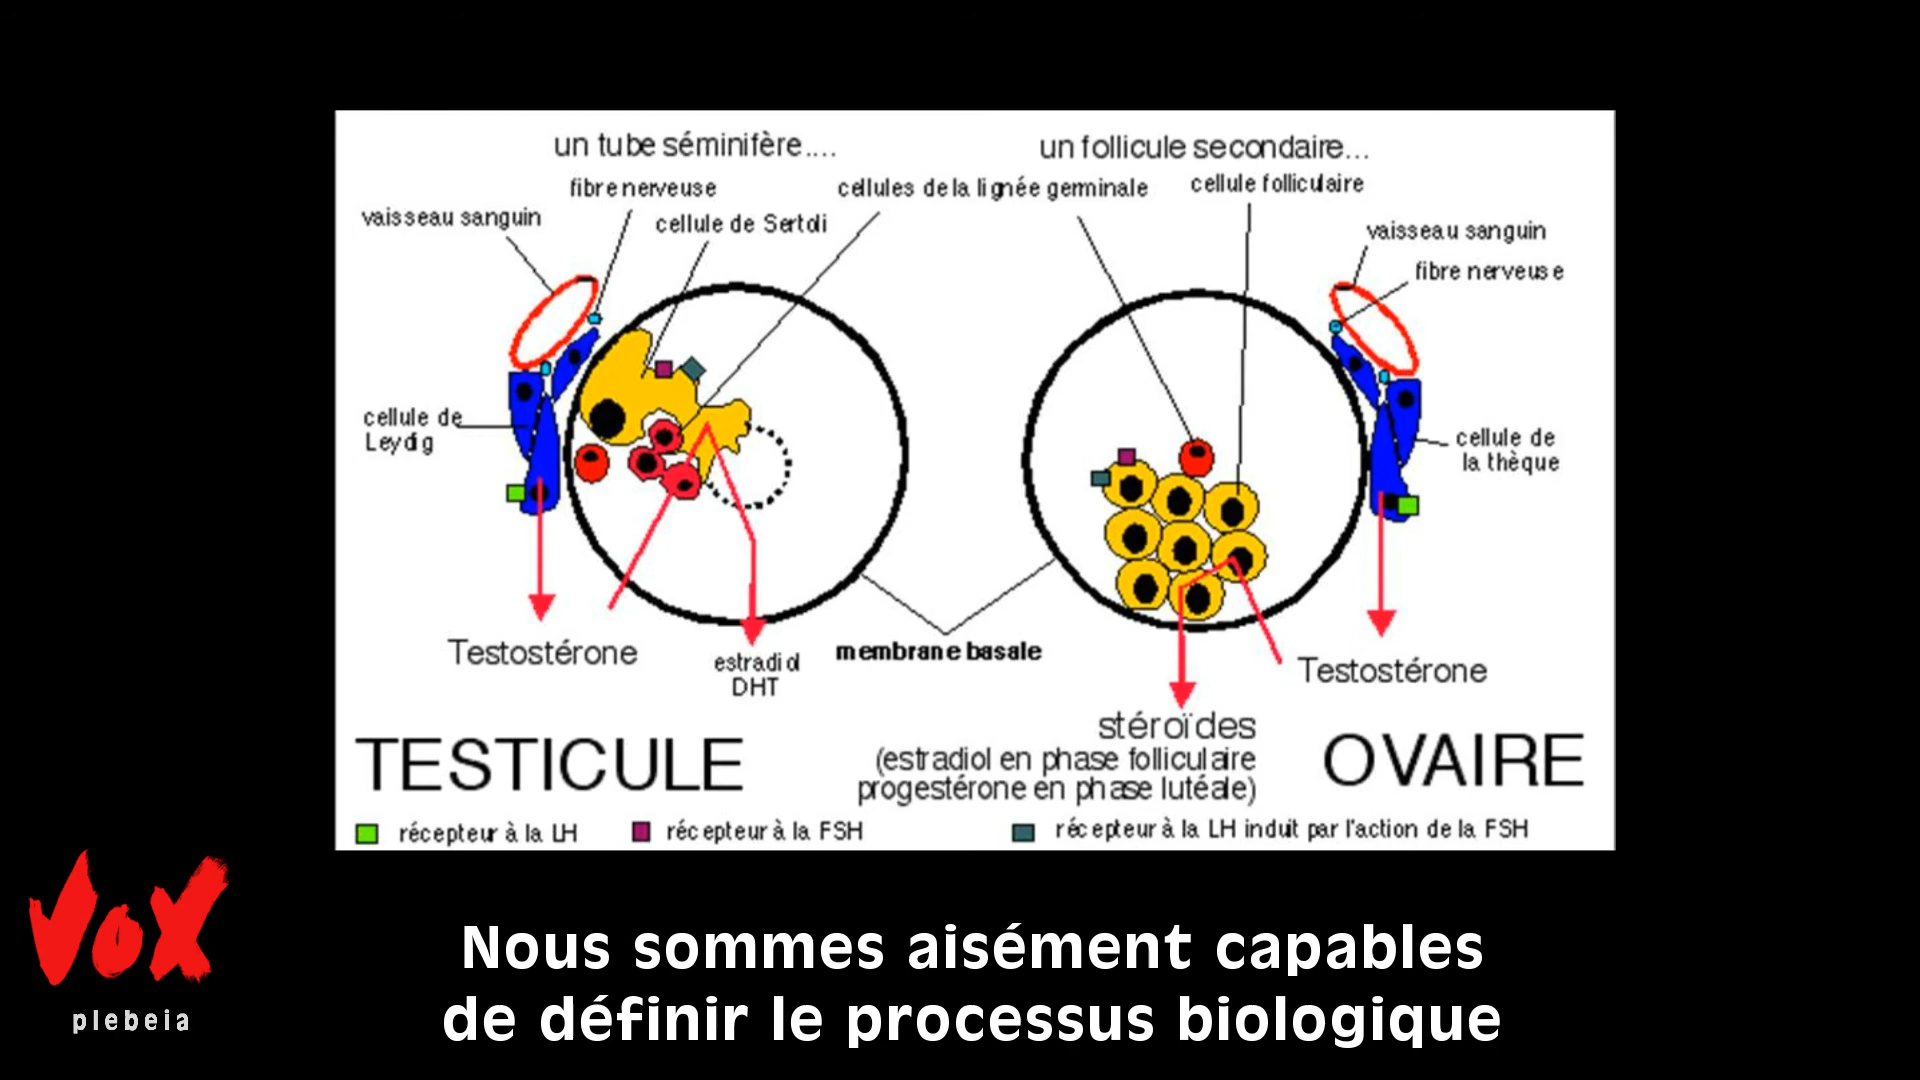 un tube séminifère....
un follicule secondaire...
fibre nerveuse
cellules de la lignée germinale
cellule folliculaire
vaisseau sanguin
cellule de Sertoli
vaisseau sanguin
fibre nerveuse
cellule de
Leydig
cellule de
la thèque
Testostérone
estradiol
DHT
membrane basale
Testostérone
stéroïdes
(estradiol en phase folliculaire
progestérone en phase lutéale)
TESTICULE
OVAIRE
récepteur à la LH
récepteur à la FSH
récepteur à la LH induit par l'action de la FSH
Vox
plebeia
Nous sommes aisément capables
de définir le processus biologique